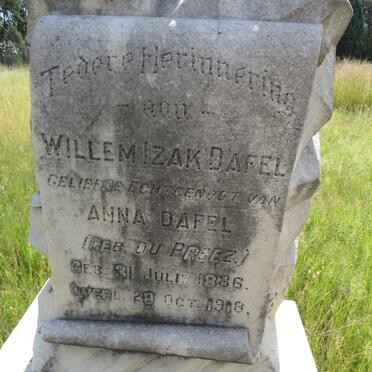 Tedere Herinnering
— aan —
WILLEM IZAK DAFEL
GELIEFDE ECHTGENOOT VAN
ANNA DAFEL
(GEB. DU PREEZ.)
GEB. 31 JULIE 1886
OVERL. 20 OCT. 1918.